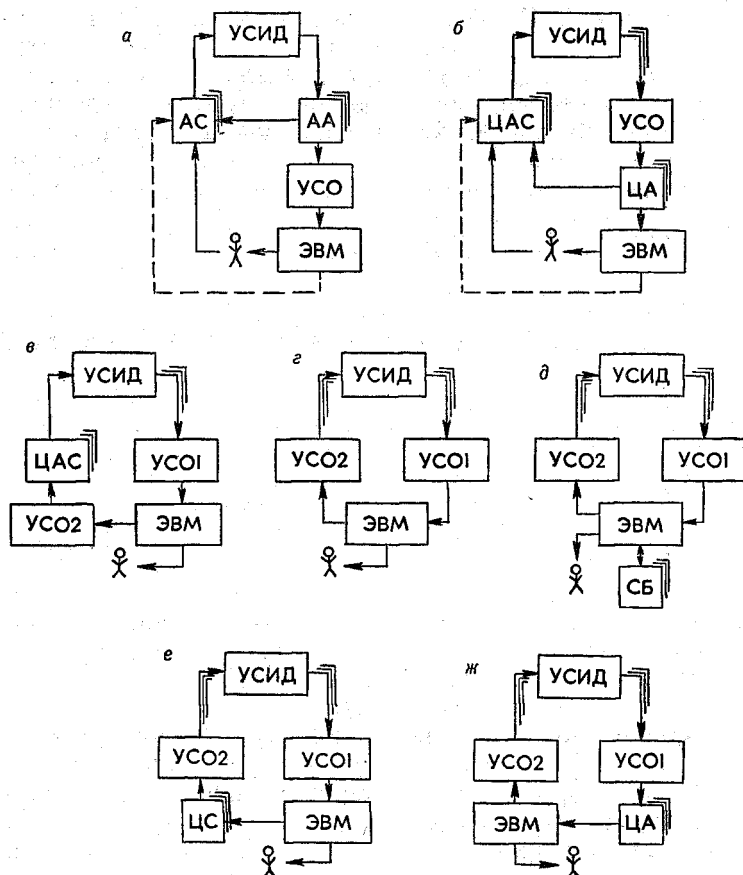 а
УСИД
АС
АА
УСО
ЭВМ
б
УСИД
ЦАС
УСО
ЦА
ЭВМ
в
УСИД
ЦАС
УСО1
УСО2
ЭВМ
г
УСИД
УСО2
УСО1
ЭВМ
д
УСИД
УСО2
УСО1
ЭВМ
СБ
е
УСИД
УСО2
УСО1
ЦС
ЭВМ
ж
УСИД
УСО2
УСО1
ЭВМ
ЦА